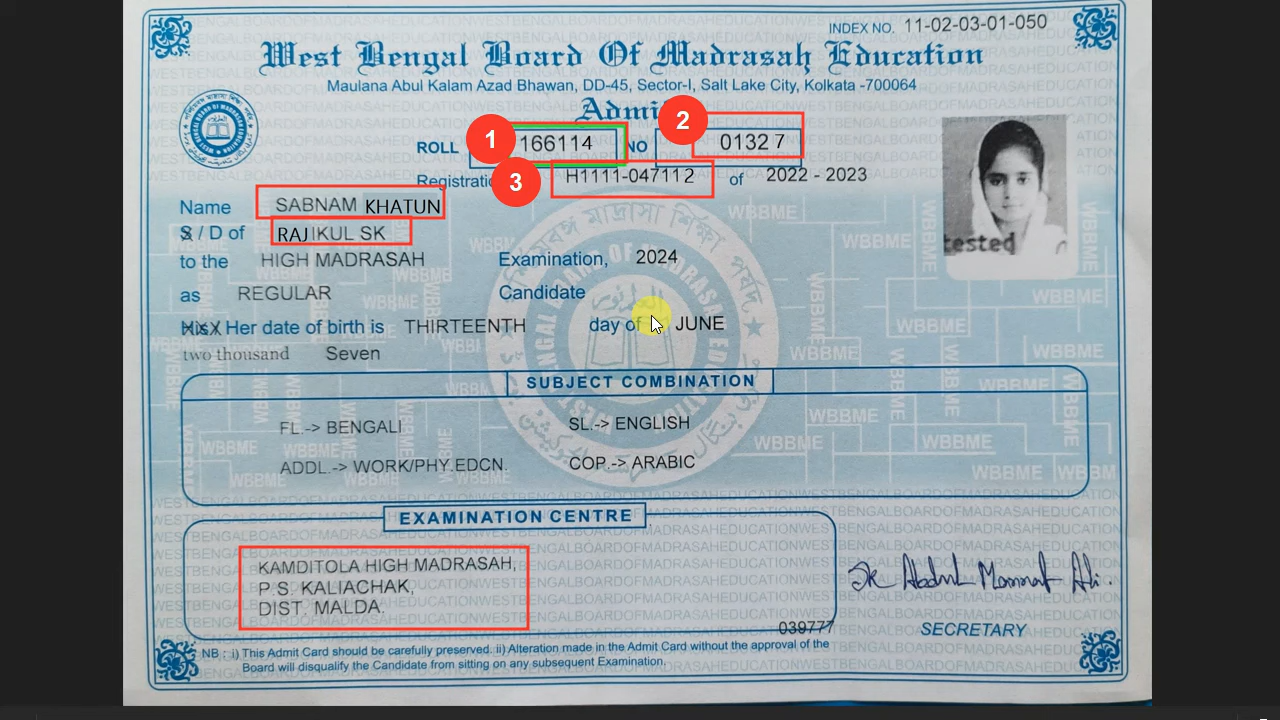 INDEX NO. 11-02-03-01-050
West Bengal Board Of Madrasah Education
Maulana Abul Kalam Azad Bhawan, DD-45, Sector-I, Salt Lake City, Kolkata -700064
ROLL 1 166114 NO 2 0132 7
3 H1111-047112 of 2022 - 2023
Name SABNAM KHATUN
S / D of RAJIKUL SK
tested
to the HIGH MADRASAH Examination, 2024
as REGULAR Candidate
His / Her date of birth is THIRTEENTH day of JUNE
two thousand Seven
SUBJECT COMBINATION
FL.-> BENGALI SL.-> ENGLISH
ADDL.-> WORK/PHY.EDCN. COP.-> ARABIC
EXAMINATION CENTRE
KAMDITOLA HIGH MADRASAH,
P.S. KALIACHAK,
DIST. MALDA.
039777
SECRETARY
NB : i) This Admit Card should be carefully preserved. ii) Alteration made in the Admit Card without the approval of the
Board will disqualify the Candidate from sitting on any subsequent Examination.